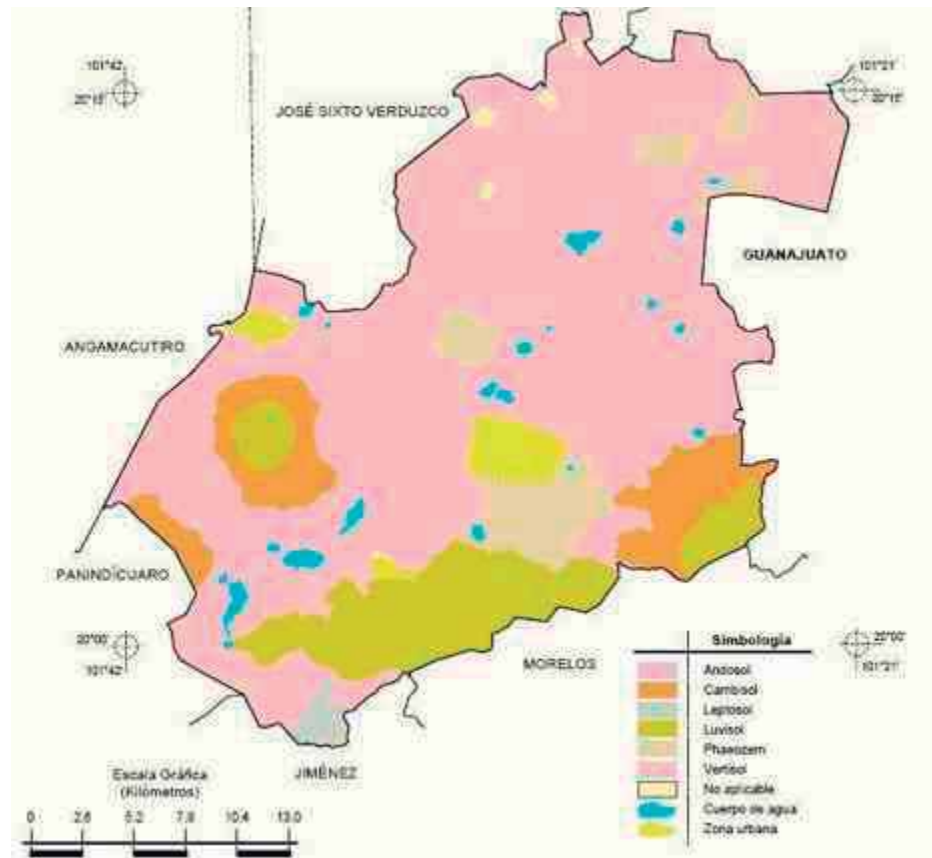 101°42'
20°15'
101°21'
20°15'
JOSÉ SIXTO VERDUZCO
GUANAJUATO
ANGAMACUTIRO
PANINDÍCUARO
20°00'
101°42'
MORELOS
20°00'
101°21'
JIMÉNEZ
Simbología
Andosol
Cambisol
Leptosol
Luvisol
Phaeozem
Vertisol
No aplicable
Cuerpo de agua
Zona urbana
Escala Gráfica
(Kilómetros)
0 2.6 5.2 7.8 10.4 13.0